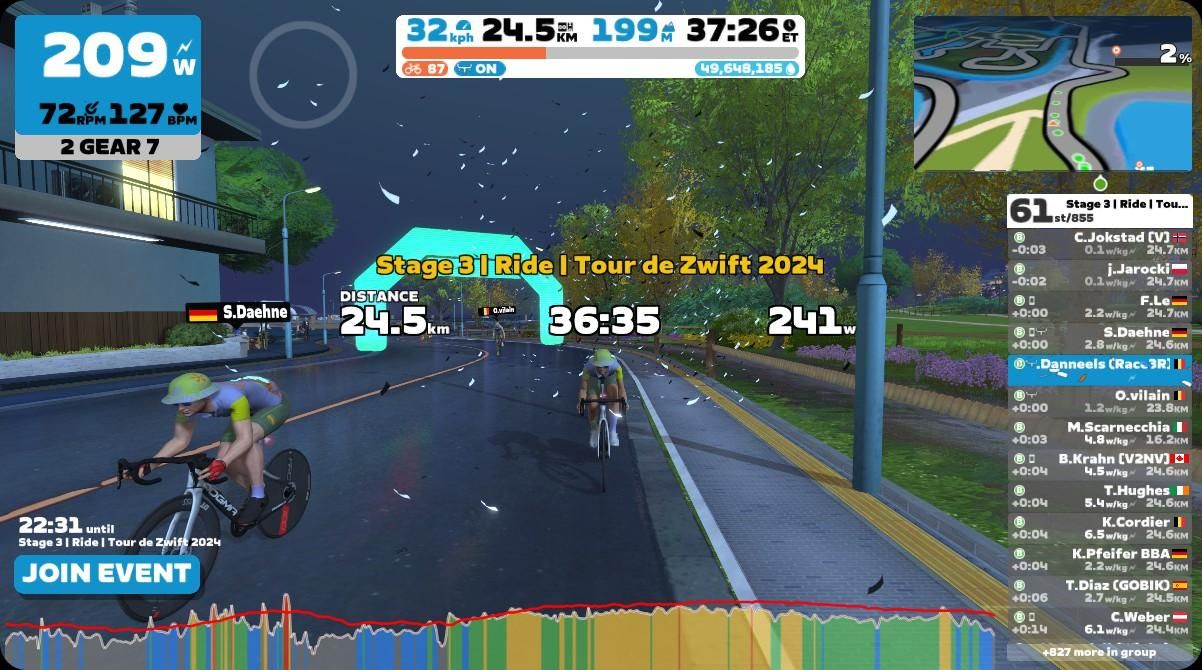 209 W
72 RPM 127 BPM
2 GEAR 7
32 kph 24.5 KM 199 M 37:26 ET
87 ON 49,648,185
2 %
Stage 3 | Ride | Tour de Zwift 2024
DISTANCE
24.5 km 36:35 241 w
S.Daehne
O.vilain
61 st/855 Stage 3 | Ride | Tou...
B C.Jokstad (V)
-0:03 0.1 w/kg 24.7 KM
B j.Jarocki
-0:02 0.1 w/kg 24.7 KM
B F.Le
+0:00 2.2 w/kg 24.7 KM
B S.Daehne
+0:00 2.8 w/kg 24.6 KM
B .Danneels (Rac 3R)
B O.vilain
+0:00 1.2 w/kg 23.8 KM
B M.Scarnecchia
+0:03 4.8 w/kg 16.2 KM
B B.Krahn (V2NV)
+0:04 4.5 w/kg 24.6 KM
B T.Hughes
+0:04 5.4 w/kg 24.6 KM
B K.Cordier
+0:04 6.5 w/kg 24.6 KM
B K.Pfeifer BBA
+0:04 2.2 w/kg 24.6 KM
B T.Diaz (GOBIK)
+0:06 2.7 w/kg 24.5 KM
B C.Weber
+0:14 6.1 w/kg 24.4 KM
+827 more in group
DOGMA
22:31 until
Stage 3 | Ride | Tour de Zwift 2024
JOIN EVENT